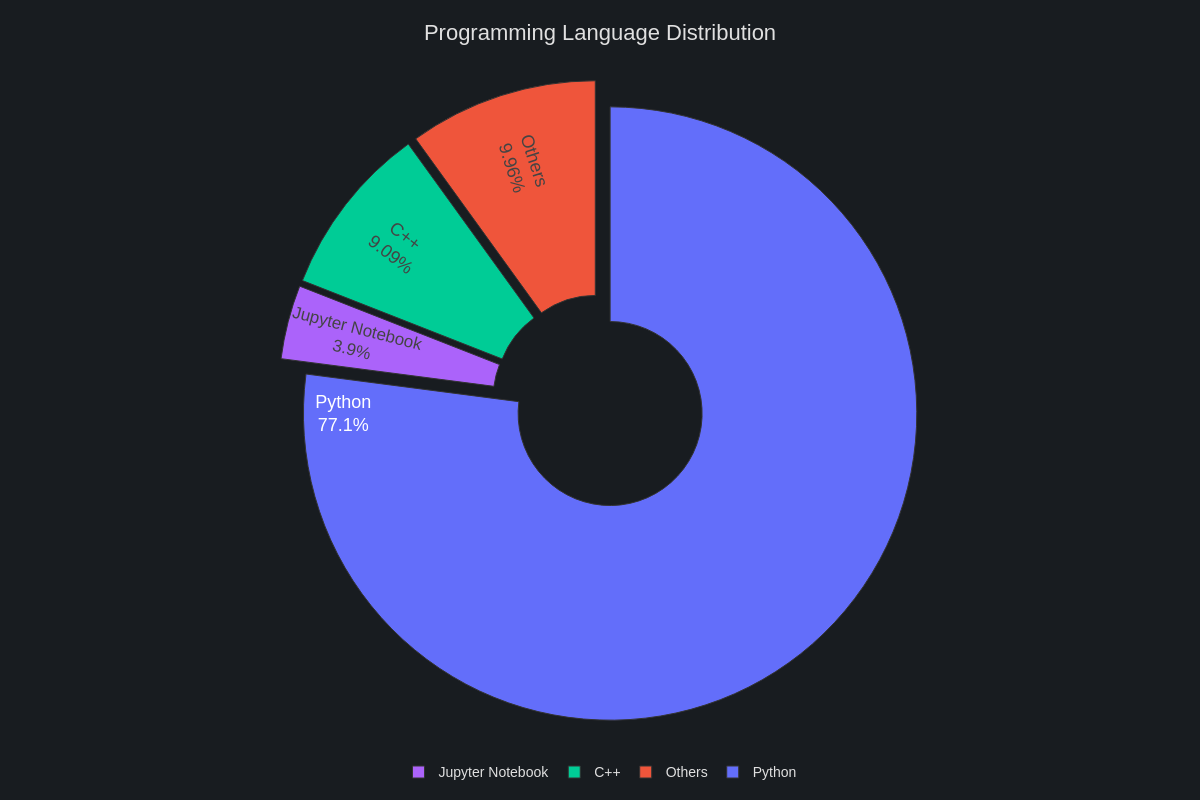 Programming Language Distribution
Others
9.96%
C++
9.09%
Jupyter Notebook
3.9%
Python
77.1%
Jupyter Notebook
C++
Others
Python